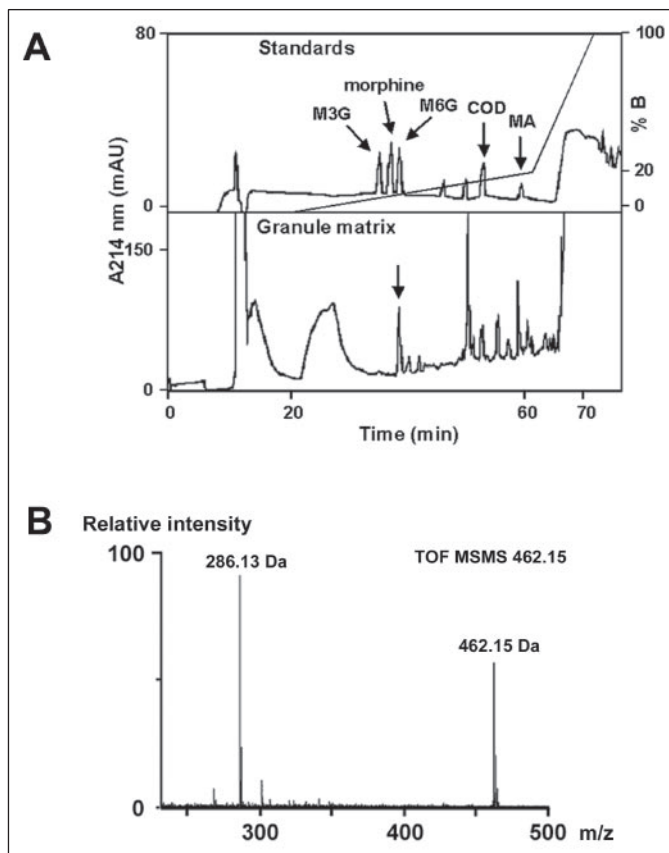 A
80
100
Standards
morphine
M3G
M6G
COD
MA
% B
20
0
0
A214 nm (mAU)
Granule matrix
150
0
0
20
60
70
Time (min)
B
Relative intensity
100
286.13 Da
TOF MSMS 462.15
462.15 Da
0
300
400
500
m/z